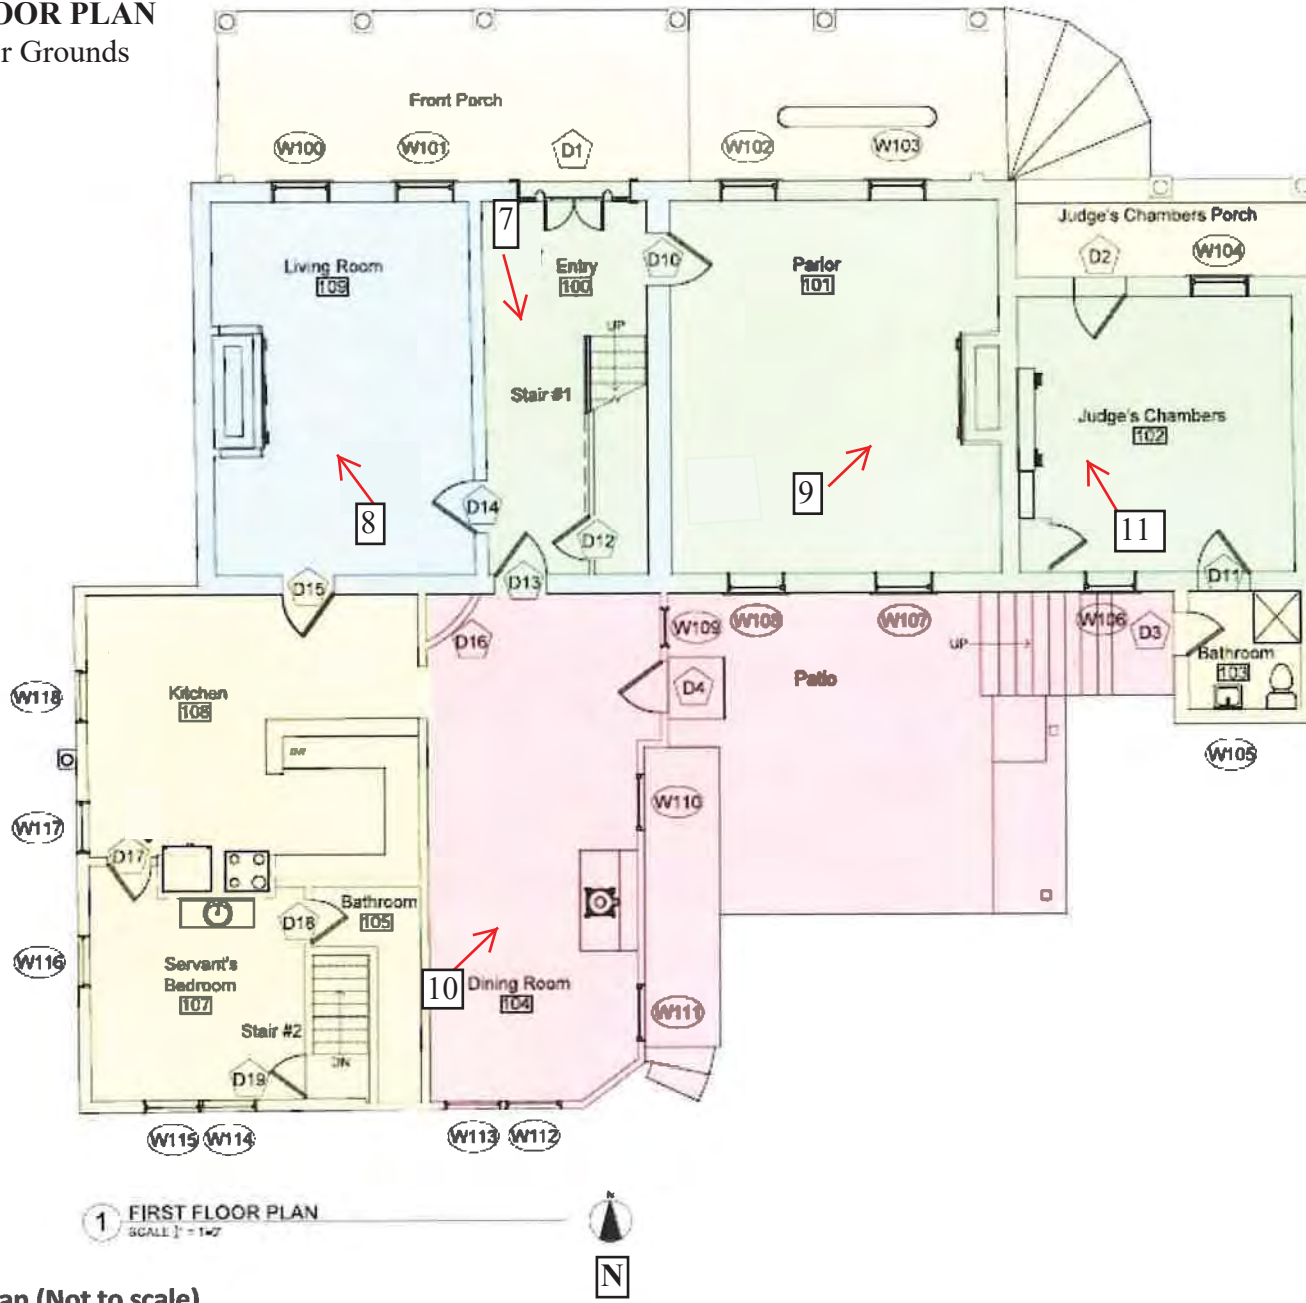 OOR PLAN
r Grounds
Front Porch
W100
W101
D1
W102
W103
7
Living Room
109
Entry
100
D10
Parlor
101
Judge's Chambers Porch
D2
W104
UP
Stair #1
Judge's Chambers
102
8
D14
9
11
D12
D15
D13
D11
D16
W109
W108
W107
UP
W106
D3
Bathroom
103
W118
Kitchen
108
D4
Patio
DW
W105
W117
W110
D17
Bathroom
105
D18
W116
Servant's
Bedroom
107
10
Dining Room
104
Stair #2
W111
DN
D19
W115
W114
W113
W112
1
FIRST FLOOR PLAN
N
N
an (Not to scale)